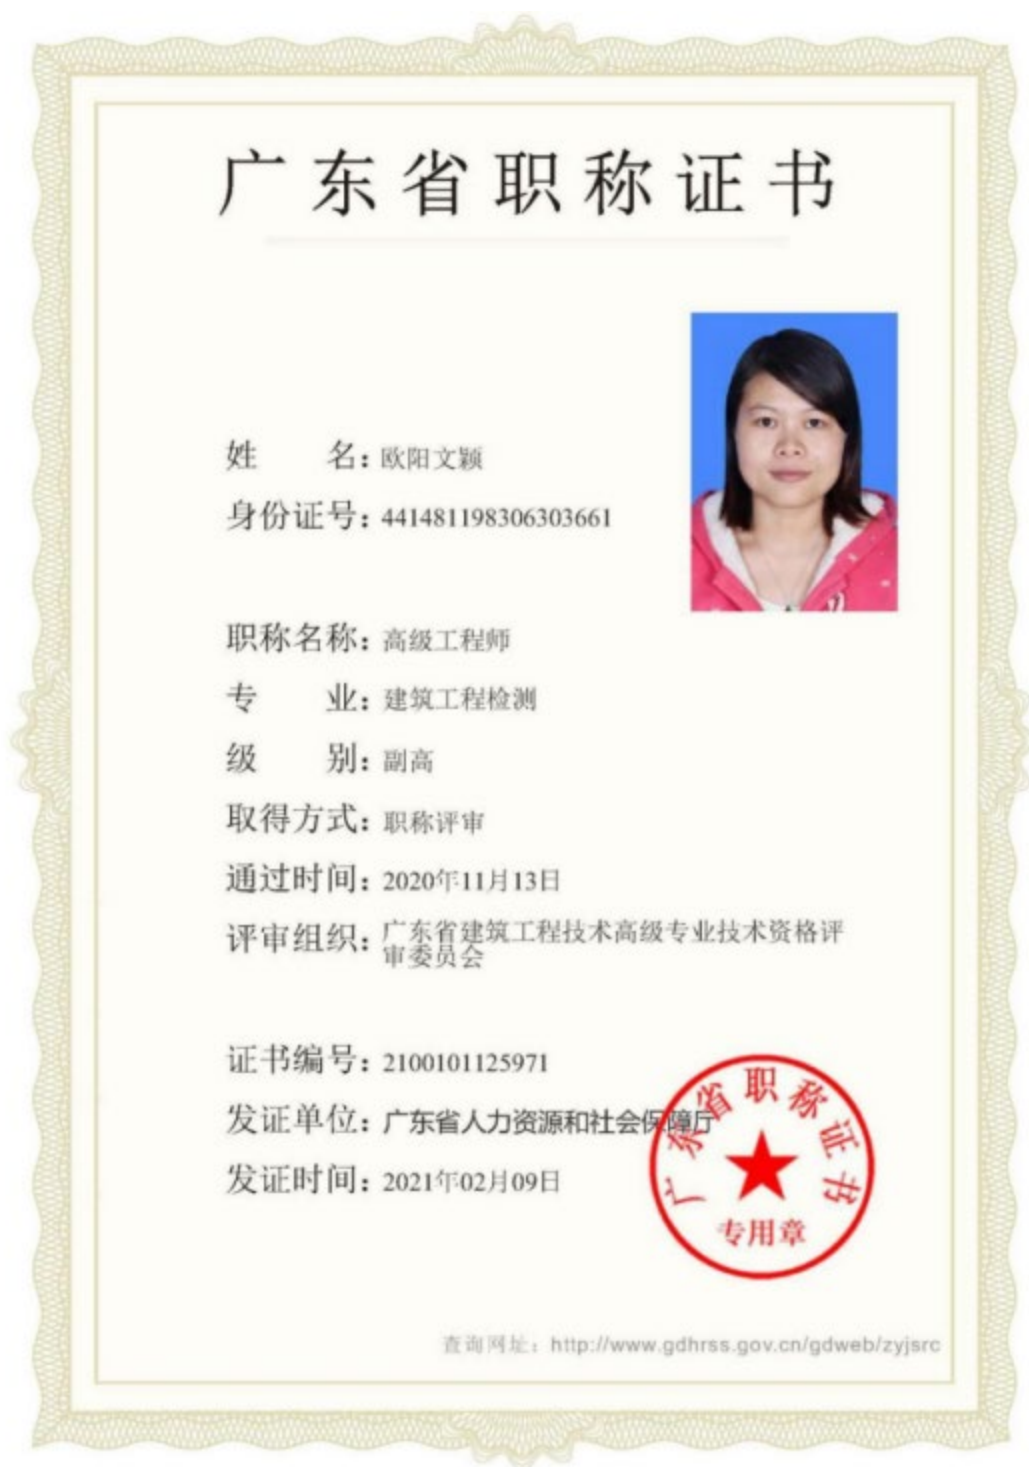 广东省职称证书
姓 名：欧阳文颖
身份证号：441481198306303661
职称名称：高级工程师
专 业：建筑工程检测
级 别：副高
取得方式：职称评审
通过时间：2020年11月13日
评审组织：广东省建筑工程技术高级专业技术资格评
审委员会
证书编号：2100101125971
发证单位：广东省人力资源和社会保障厅
发证时间：2021年02月09日
广东省职称证书
专用章
查询网址：http://www.gdhrss.gov.cn/gdweb/zyjsrc